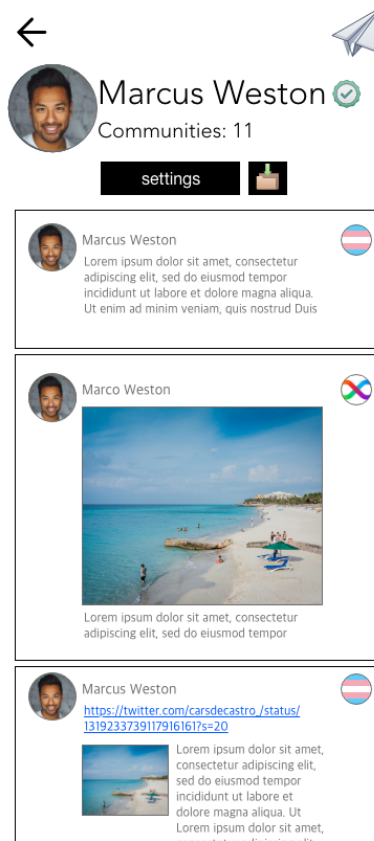 Marcus Weston
Communities: 11
settings
Marcus Weston
Lorem ipsum dolor sit amet, consectetur
adipiscing elit, sed do eiusmod tempor
incididunt ut labore et dolore magna aliqua.
Ut enim ad minim veniam, quis nostrud Duis
Marco Weston
Lorem ipsum dolor sit amet, consectetur
adipiscing elit, sed do eiusmod tempor
Marcus Weston
https://twitter.com/carsdecastro_/status/
1319233739117916161?s=20
Lorem ipsum dolor sit amet,
consectetur adipiscing elit,
sed do eiusmod tempor
incididunt ut labore et
dolore magna aliqua. Ut
Lorem ipsum dolor sit amet,